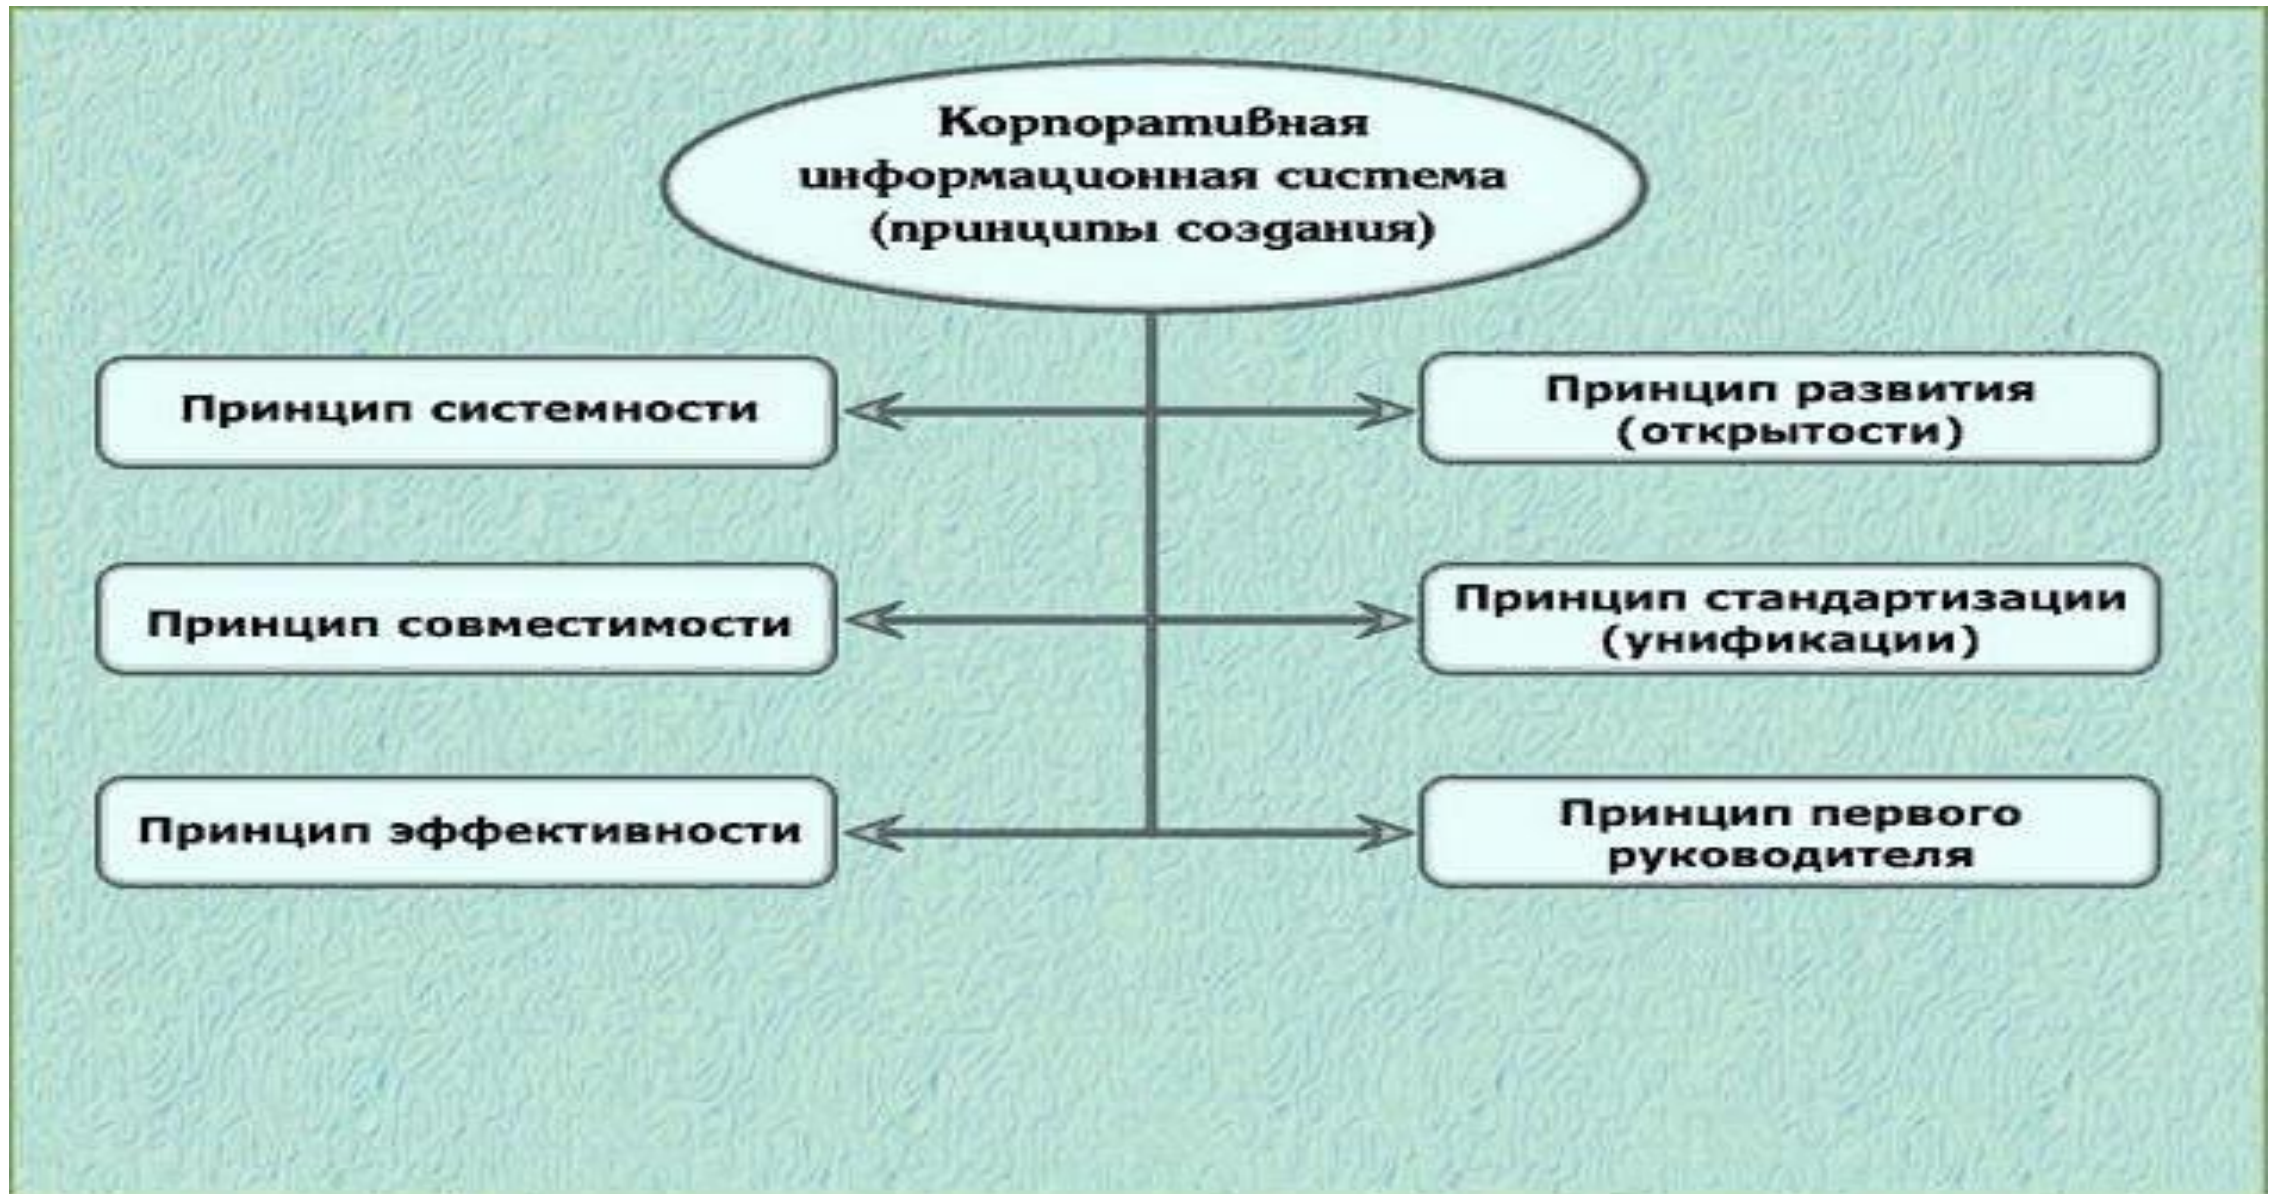 Корпоративная
информационная система
(принципы создания)
Принцип системности
Принцип развития
(открытости)
Принцип совместимости
Принцип стандартизации
(унификации)
Принцип эффективности
Принцип первого
руководителя